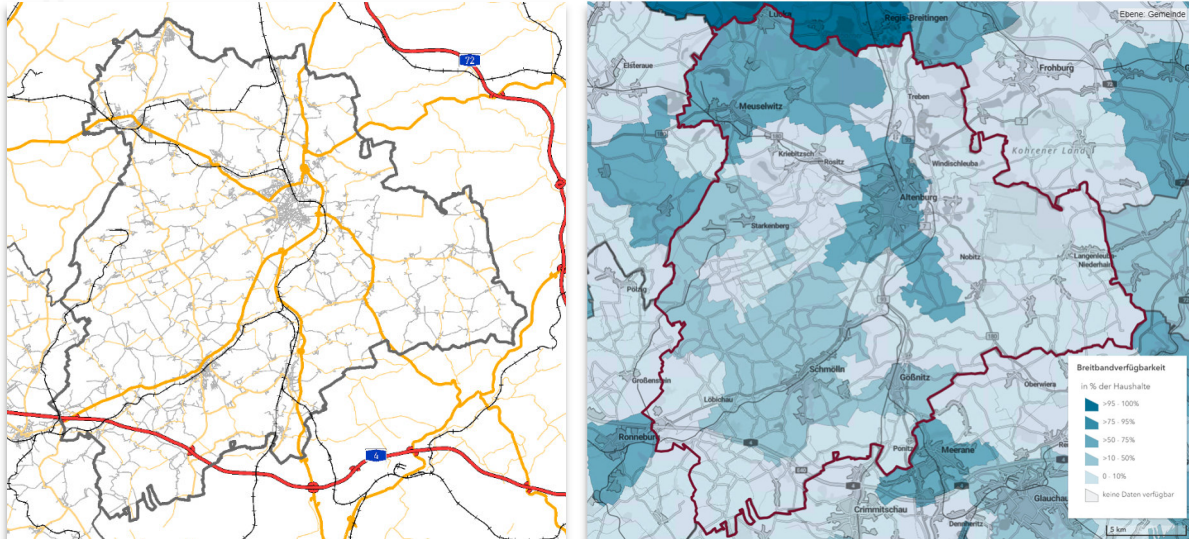 72
4
Ebene: Gemeinde
Lucka
Regis-Breitingen
Elsteraue
Frohburg
Meuselwitz
Treben
Kriebitzsch
Rositz
Kohrener Land
Windischleuba
Altenburg
Starkenberg
Nobitz
Langenleuba-
Niederhain
Pölzig
Großenstein
Schmölln
Gößnitz
Löbichau
Oberwiera
Ronneburg
Ponitz
Meerane
Crimmitschau
Glauchau
Dennheritz
Breitbandverfügbarkeit
in % der Haushalte
>95 - 100%
>75 - 95%
>50 - 75%
>10 - 50%
0 - 10%
keine Daten verfügbar
5 km